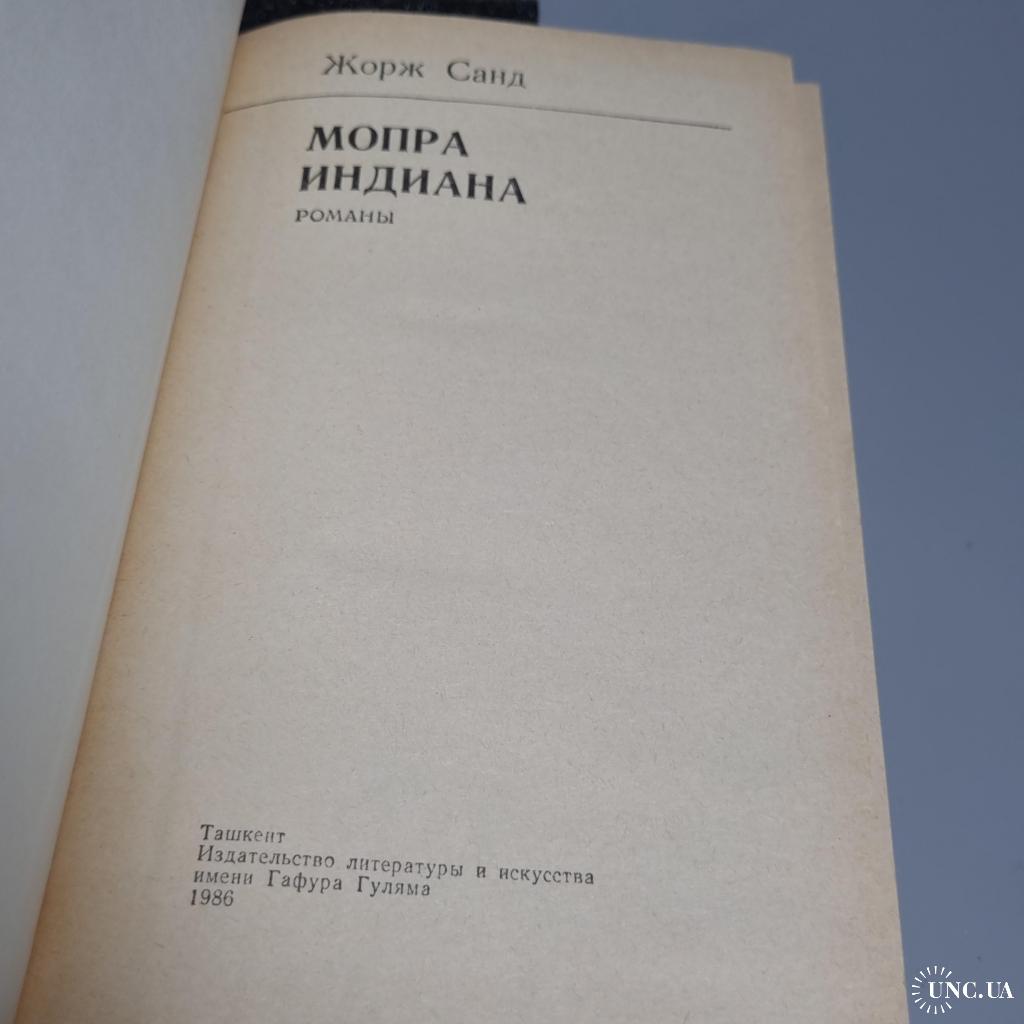 Жорж Санд
МОПРА
ИНДИАНА
РОМАНЫ
Ташкент
Издательство литературы и искусства
имени Гафура Гуляма
1986
UNC.UA